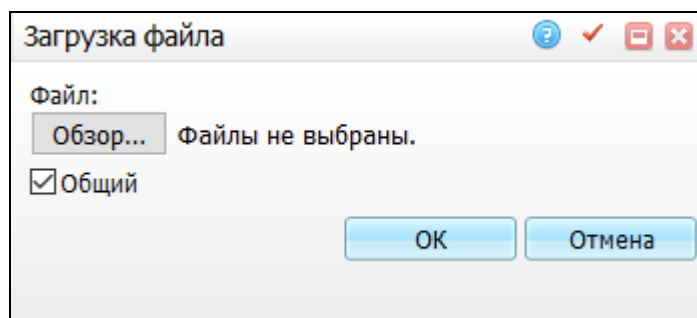 Загрузка файла
Файл:
Обзор... Файлы не выбраны.
Общий
ОК Отмена